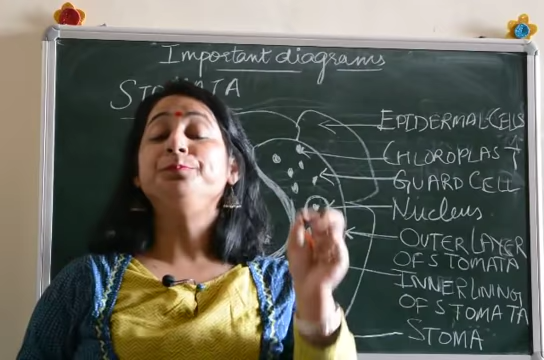 Important diagrams
STOMATA
EPIDERMAL CELLS
CHLOROPLAST
GUARD CELL
NUCLEUS
OUTER LAYER
OF STOMATA
INNER LINING
OF STOMATA
STOMA